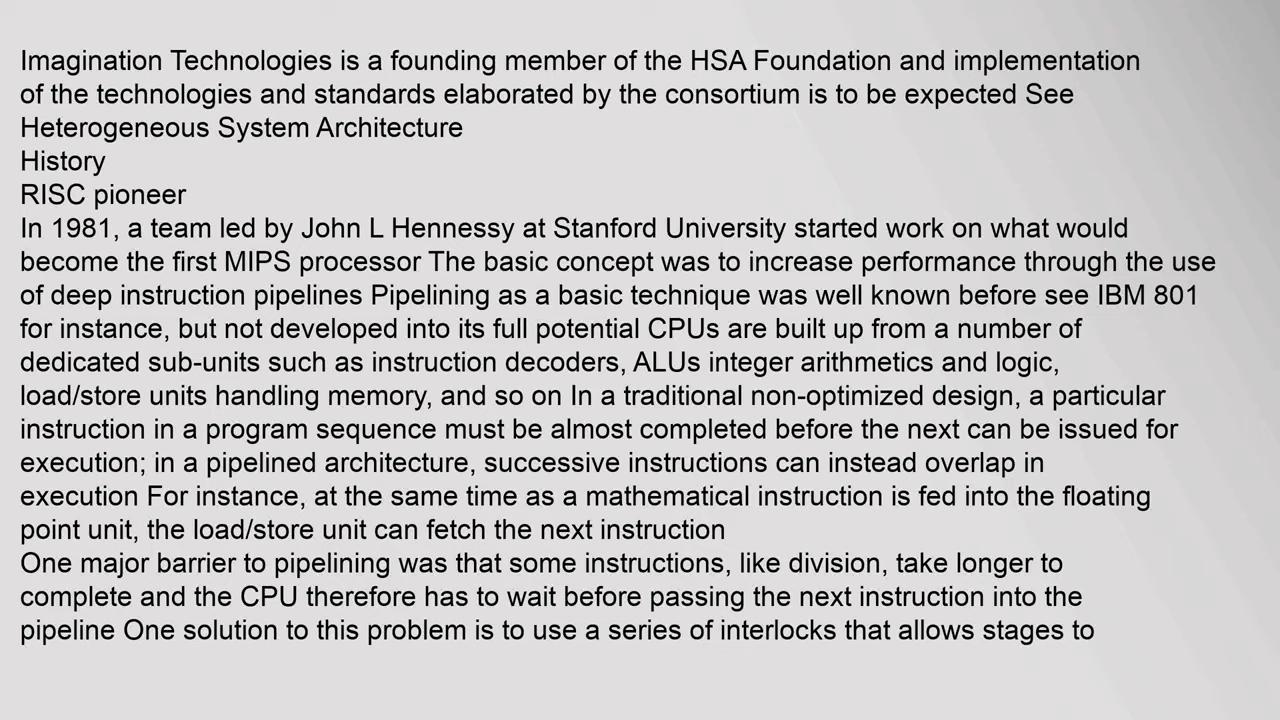 Imagination Technologies is a founding member of the HSA Foundation and implementation
of the technologies and standards elaborated by the consortium is to be expected See
Heterogeneous System Architecture
History
RISC pioneer
In 1981, a team led by John L Hennessy at Stanford University started work on what would
become the first MIPS processor The basic concept was to increase performance through the use
of deep instruction pipelines Pipelining as a basic technique was well known before see IBM 801
for instance, but not developed into its full potential CPUs are built up from a number of
dedicated sub-units such as instruction decoders, ALUs integer arithmetics and logic,
load/store units handling memory, and so on In a traditional non-optimized design, a particular
instruction in a program sequence must be almost completed before the next can be issued for
execution; in a pipelined architecture, successive instructions can instead overlap in
execution For instance, at the same time as a mathematical instruction is fed into the floating
point unit, the load/store unit can fetch the next instruction
One major barrier to pipelining was that some instructions, like division, take longer to
complete and the CPU therefore has to wait before passing the next instruction into the
pipeline One solution to this problem is to use a series of interlocks that allows stages to